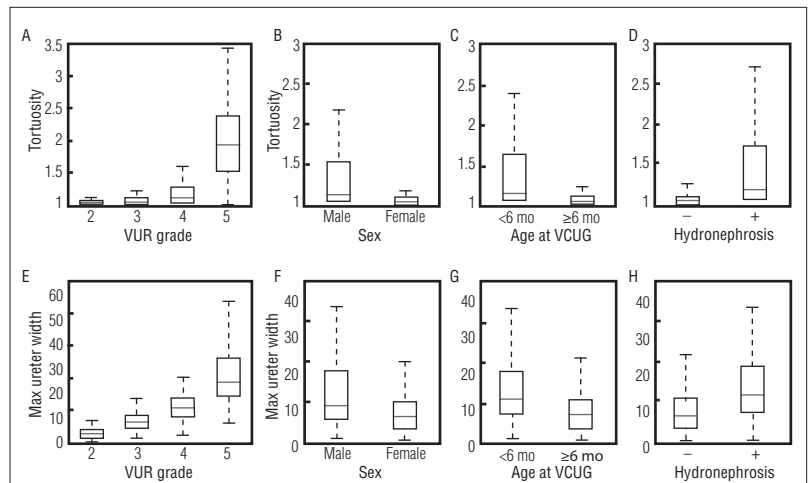 A
B
C
D
3.5
3
2.5
2
1.5
1
Tortuosity
2 3 4 5
VUR grade
3
2.5
2
1.5
1
Male Female
Sex
3
2.5
2
1.5
1
<6 mo ≥6 mo
Age at VCUG
3
2.5
2
1.5
1
− +
Hydronephrosis
E
F
G
H
60
50
40
30
20
10
0
Max ureter width
2 3 4 5
VUR grade
40
30
20
10
0
Male Female
Sex
40
30
20
10
0
<6 mo ≥6 mo
Age at VCUG
40
30
20
10
0
− +
Hydronephrosis